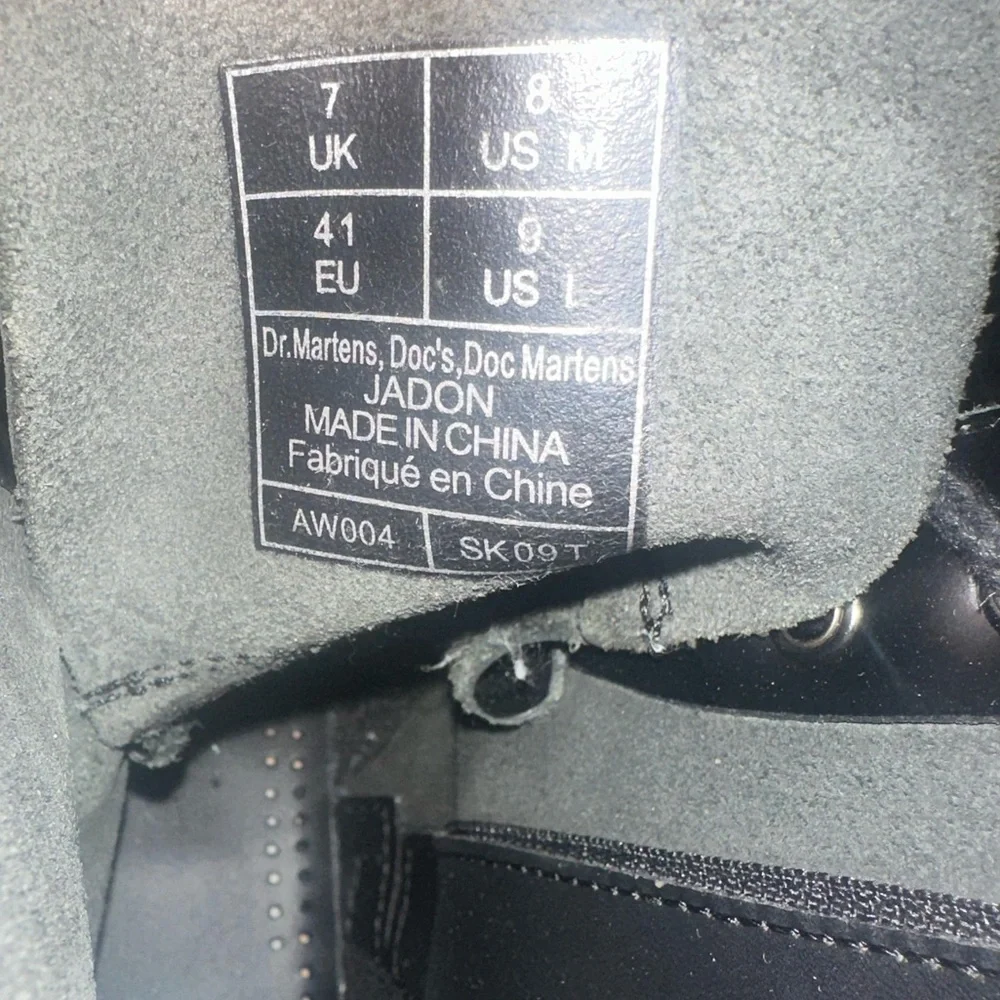 7
UK
8
US M
41
EU
9
US L
Dr.Martens, Doc's,Doc Martens
JADON
MADE IN CHINA
Fabriqué en Chine
AW004
SK09T